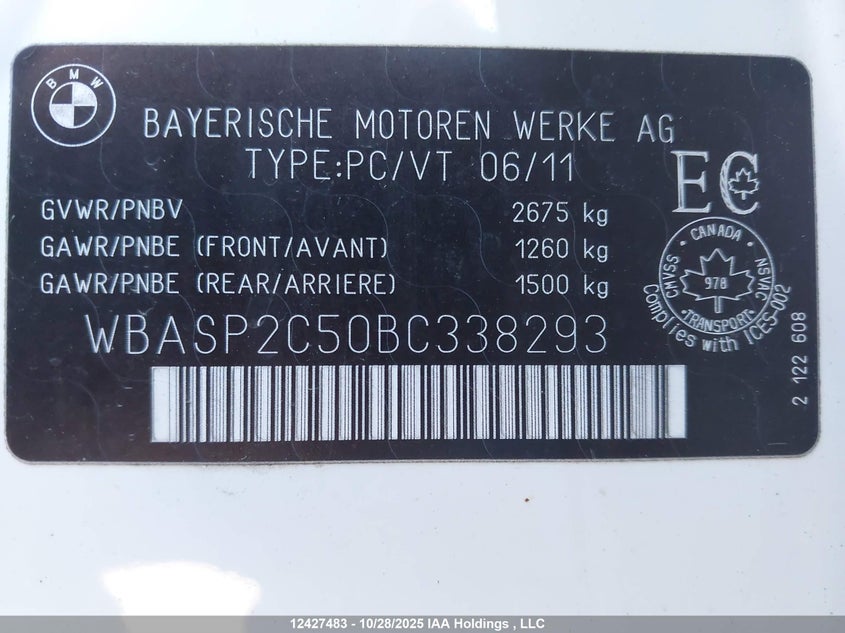 BMW
BAYERISCHE MOTOREN WERKE AG
TYPE:PC/VT 06/11
EC
GVWR/PNBV 2675 kg
GAWR/PNBE (FRONT/AVANT) 1260 kg
GAWR/PNBE (REAR/ARRIERE) 1500 kg
WBASP2C50BC338293
CANADA
CMVSS
NSVAC
978
TRANSPORT
Complies with ICES-002
2 122 608
12427483 - 10/28/2025 IAA Holdings , LLC